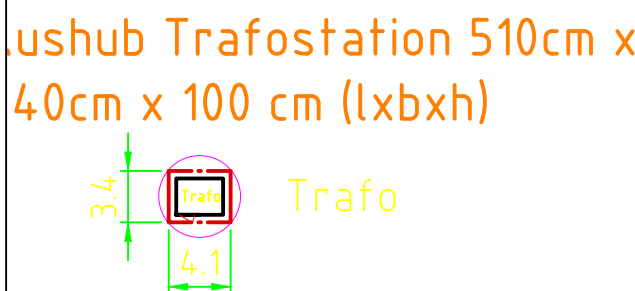 ushub Trafostation 510cm x
40cm x 100 cm (lxbxh)
3.4
Trafo
Trafo
4.1